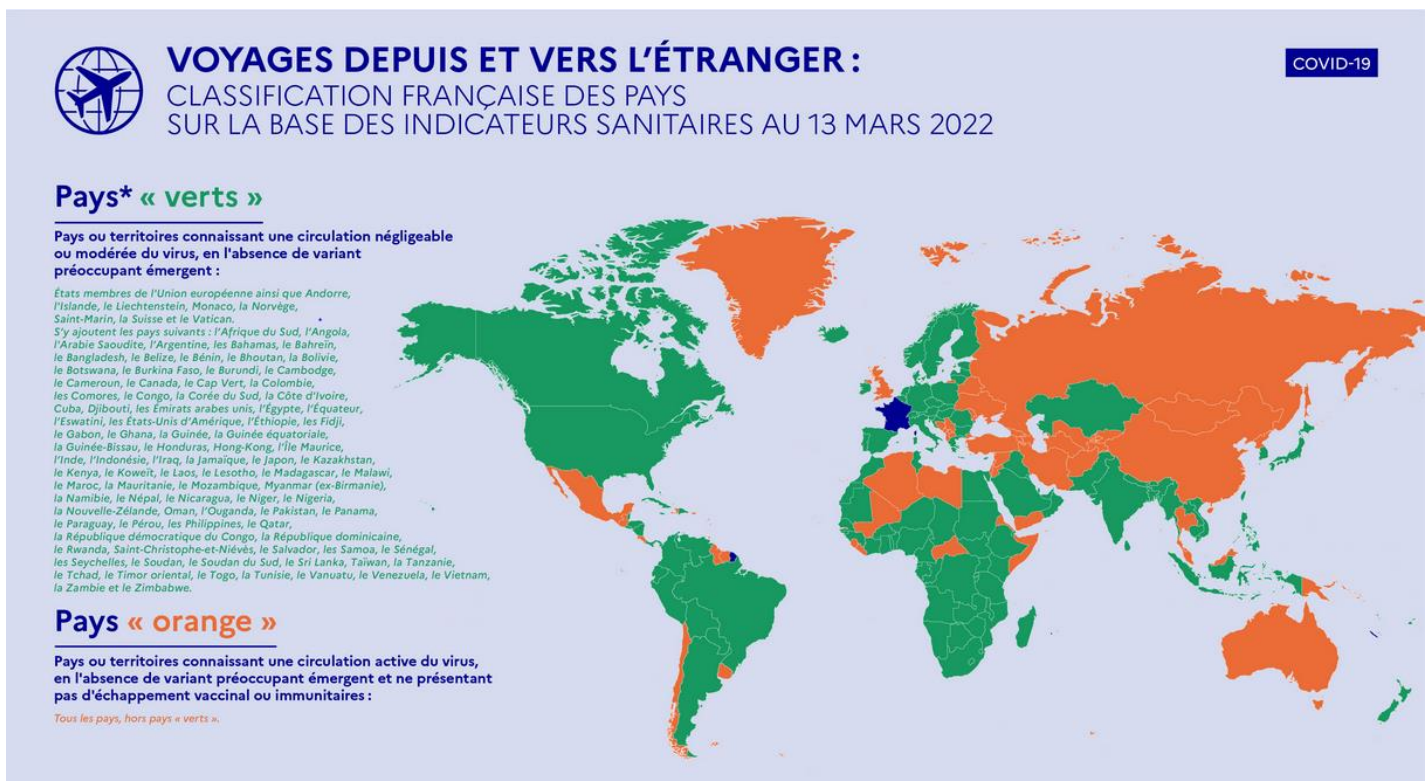 VOYAGES DEPUIS ET VERS L'ÉTRANGER :
CLASSIFICATION FRANÇAISE DES PAYS
SUR LA BASE DES INDICATEURS SANITAIRES AU 13 MARS 2022
COVID-19
Pays* « verts »
Pays ou territoires connaissant une circulation négligeable
ou modérée du virus, en l'absence de variant
préoccupant émergent :
États membres de l'Union européenne ainsi que Andorre,
l'Islande, le Liechtenstein, Monaco, la Norvège,
Saint-Marin, la Suisse et le Vatican.
S'y ajoutent les pays suivants : l'Afrique du Sud, l'Angola,
l'Arabie Saoudite, l'Argentine, les Bahamas, le Bahrein,
le Bangladesh, le Belize, le Bénin, le Bhoutan, la Bolivie,
le Botswana, le Burkina Faso, le Burundi, le Cambodge,
le Cameroun, le Canada, le Cap Vert, la Colombie,
les Comores, le Congo, la Corée du Sud, la Côte d'Ivoire,
Cuba, Djibouti, les Émirats arabes unis, l'Égypte, l'Équateur,
l'Eswatini, les États-Unis d'Amérique, l'Éthiopie, les Fidji,
le Gabon, le Ghana, la Guinée, la Guinée équatoriale,
la Guinée-Bissau, le Honduras, Hong-Kong, l'Île Maurice,
l'Inde, l'Indonésie, l'Iraq, la Jamaïque, le Japon, le Kazakhstan,
le Kenya, le Koweït, le Laos, le Lesotho, le Madagascar, le Malawi,
le Maroc, la Mauritanie, le Mozambique, Myanmar (ex-Birmanie),
la Namibie, le Népal, le Nicaragua, le Niger, le Nigeria,
la Nouvelle-Zélande, Oman, l'Ouganda, le Pakistan, le Panama,
le Paraguay, le Pérou, les Philippines, le Qatar,
la République démocratique du Congo, la République dominicaine,
le Rwanda, Saint-Christophe-et-Niévès, le Salvador, les Samoa, le Sénégal,
les Seychelles, le Soudan, le Soudan du Sud, le Sri Lanka, Taïwan, la Tanzanie,
le Tchad, le Timor oriental, le Togo, la Tunisie, le Vanuatu, le Venezuela, le Vietnam,
la Zambie et le Zimbabwe.
Pays « orange »
Pays ou territoires connaissant une circulation active du virus,
en l'absence de variant préoccupant émergent et ne présentant
pas d'échappement vaccinal ou immunitaires :
Tous les pays, hors pays « verts ».